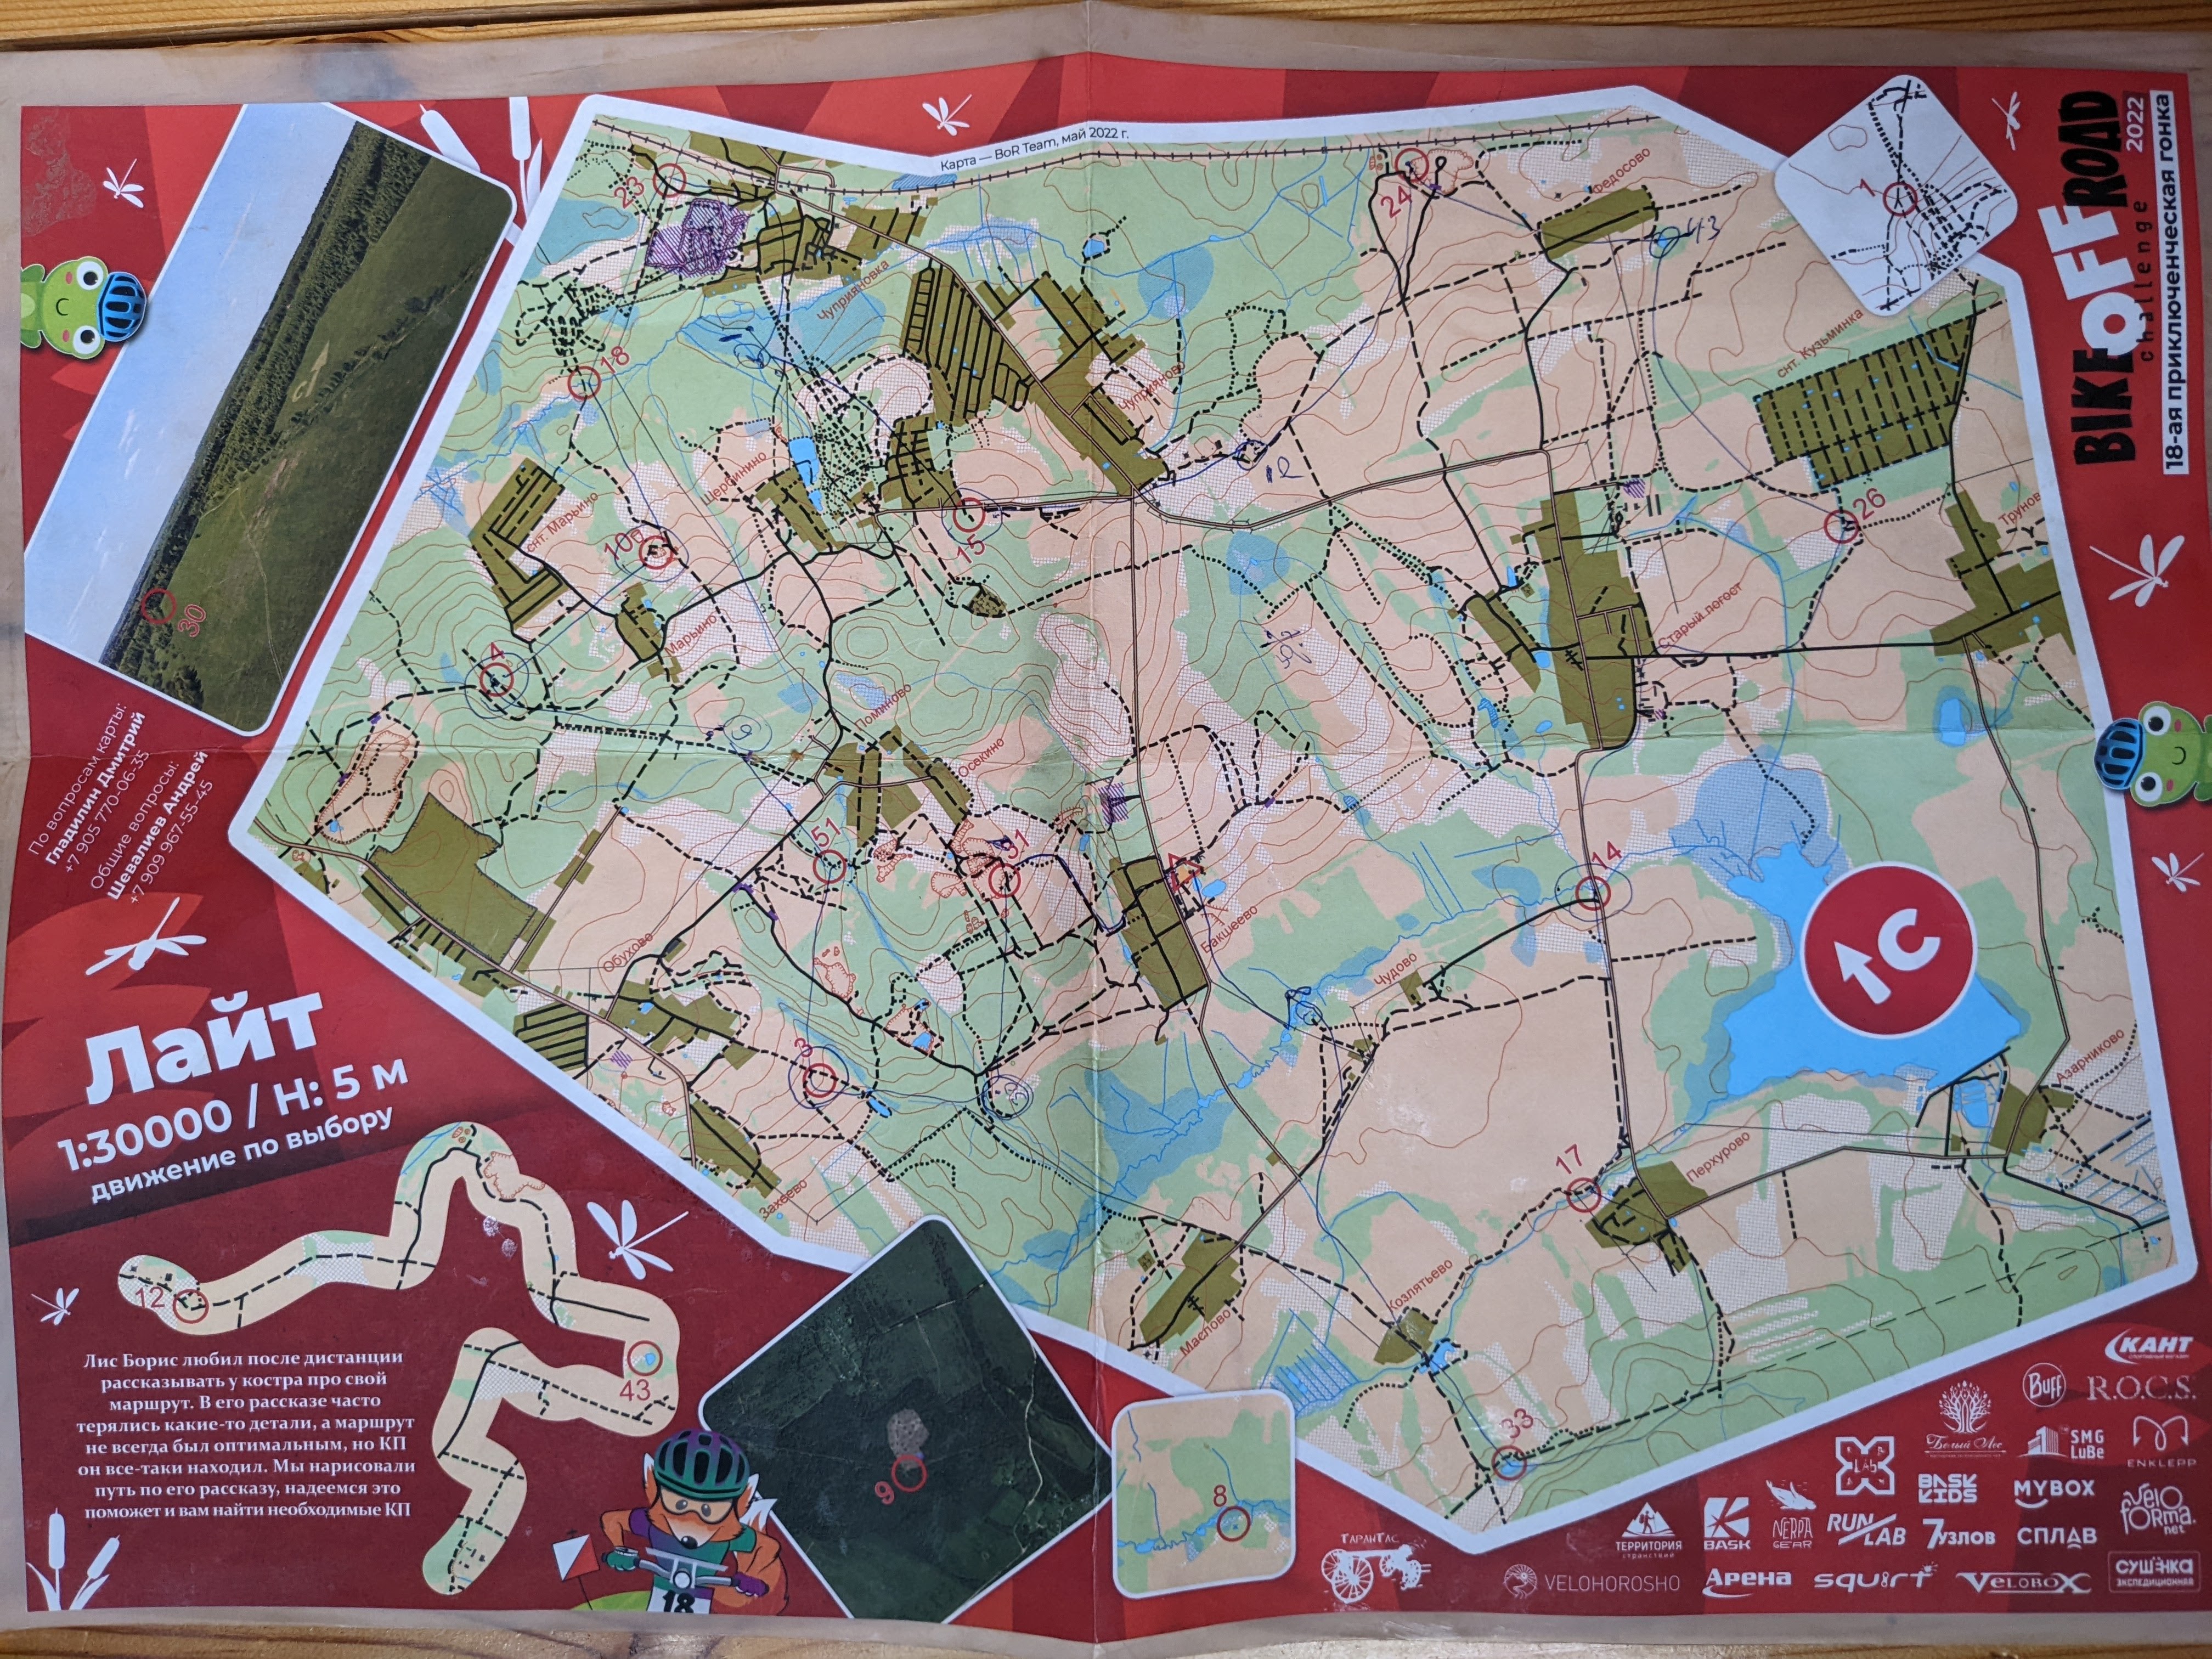 Карта — BoR Team, май 2022 г.
BIKE OFF ROAD
challenge
2022
18-ая приключенческая гонка
1
23
24
Федосово
43
Чуприяновка
18
снт. Кузьминка
Чуприяново
12
Щербинино
снт. Марьино
10
15
26
Трунов
30
Марьино
Старый погост
4
9
Поминово
Осекино
По вопросам карты:
Гладилин Дмитрий
+7 905 770-06-35
Общие вопросы:
Шевалиев Андрей
+7 909 967-55-45
51
31
14
Бакшеево
С
Обухово
Чудово
Лайт
1:30000 / H: 5 м
движение по выбору
3
Азарниково
17
Перхурово
Захеево
Козлятьево
Маслово
12
43
33
Лис Борис любил после дистанции
рассказывать у костра про свой
маршрут. В его рассказе часто
терялись какие-то детали, а маршрут
не всегда был оптимальным, но КП
он все-таки находил. Мы нарисовали
путь по его рассказу, надеемся это
поможет и вам найти необходимые КП
9
8
18
КАНТ
Buff
R.O.C.S.
Белый Лес
SMG
LuBe
ENKLEPP
LAB
BASK
KIDS
MYBOX
velo
forma.
net
ТАРАНТАС
ТЕРРИТОРИЯ
странствий
BASK
NERPA
GEAR
RUN LAB
7узлов
СПЛАВ
VELOHOROSHO
Арена
squirt
VELOBOX
СУШЁНКА
ЭКСПЕДИЦИОННАЯ